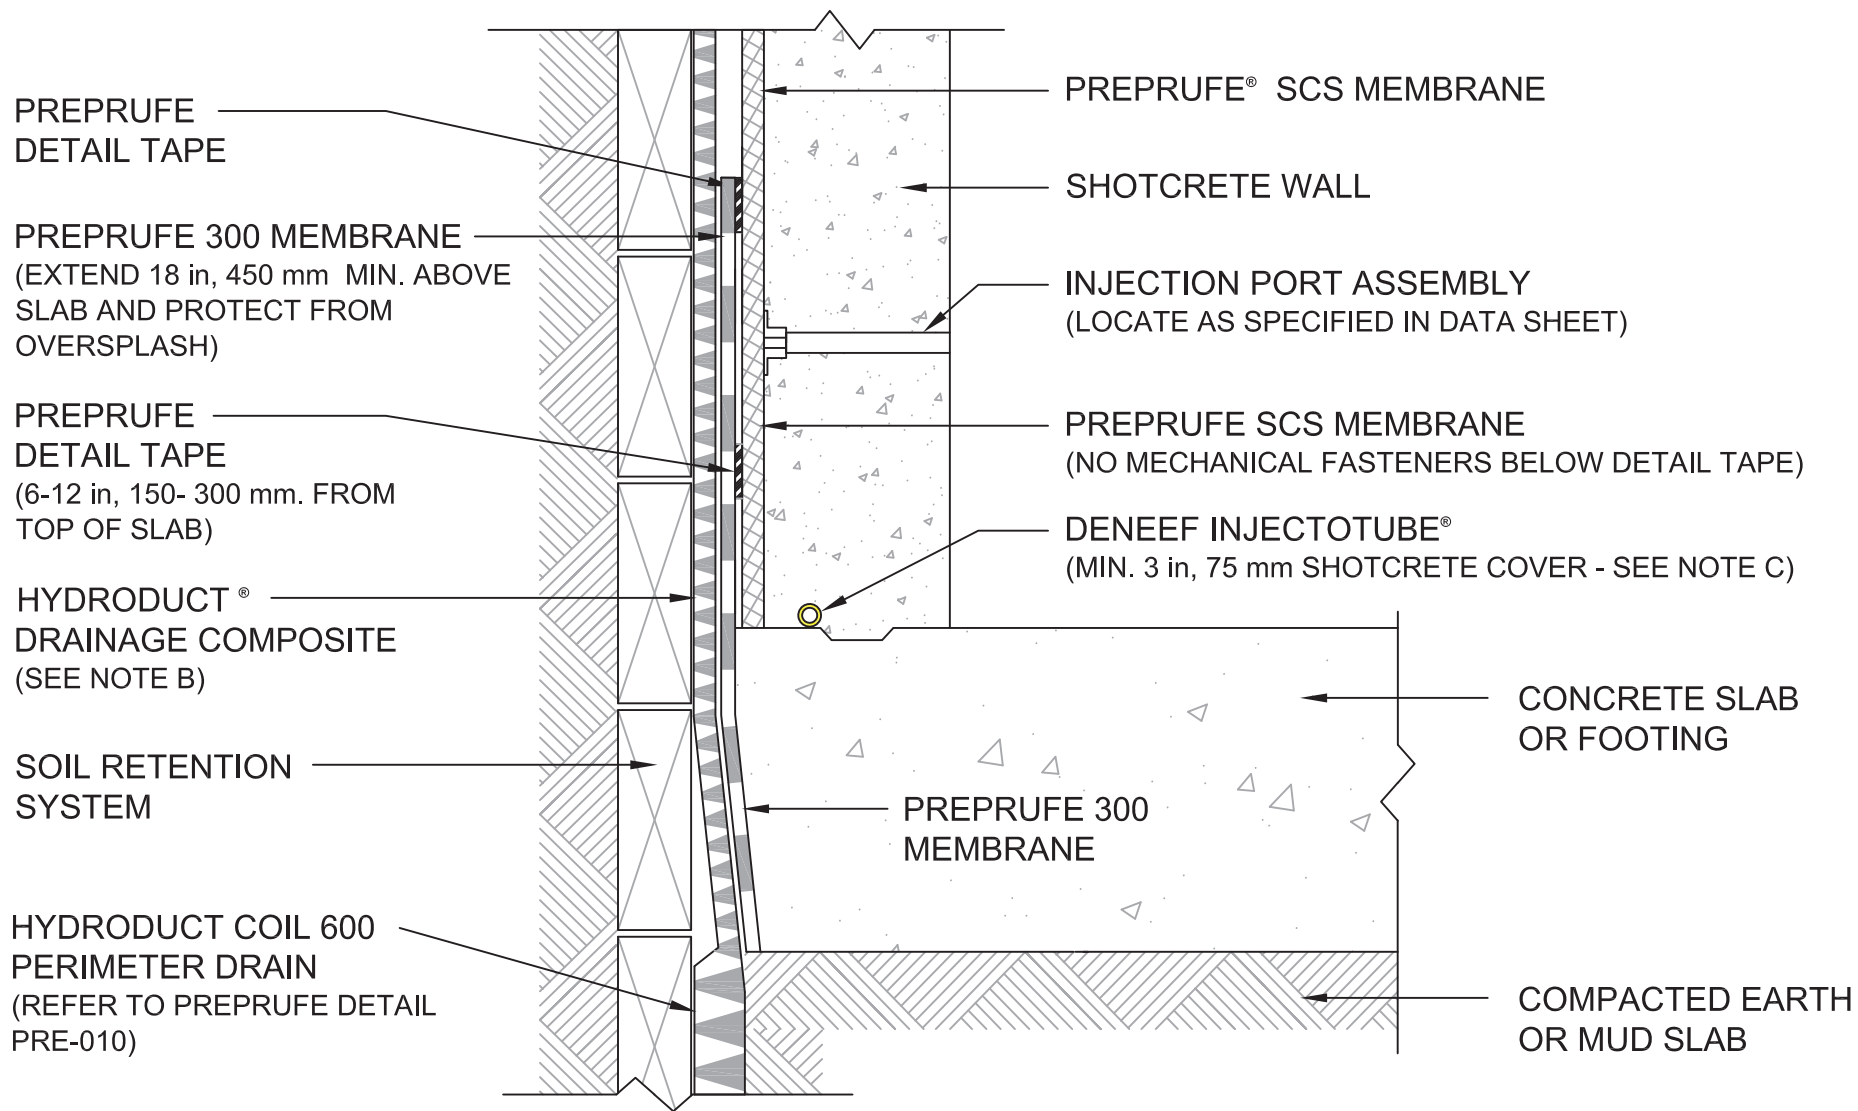 PREPRUFE
DETAIL TAPE
PREPRUFE 300 MEMBRANE
(EXTEND 18 in, 450 mm MIN. ABOVE
SLAB AND PROTECT FROM
OVERSPLASH)
PREPRUFE
DETAIL TAPE
(6-12 in, 150- 300 mm. FROM
TOP OF SLAB)
HYDRODUCT ®
DRAINAGE COMPOSITE
(SEE NOTE B)
SOIL RETENTION
SYSTEM
HYDRODUCT COIL 600
PERIMETER DRAIN
(REFER TO PREPRUFE DETAIL
PRE-010)
PREPRUFE® SCS MEMBRANE
SHOTCRETE WALL
INJECTION PORT ASSEMBLY
(LOCATE AS SPECIFIED IN DATA SHEET)
PREPRUFE SCS MEMBRANE
(NO MECHANICAL FASTENERS BELOW DETAIL TAPE)
DENEEF INJECTOTUBE®
(MIN. 3 in, 75 mm SHOTCRETE COVER - SEE NOTE C)
CONCRETE SLAB
OR FOOTING
PREPRUFE 300
MEMBRANE
COMPACTED EARTH
OR MUD SLAB